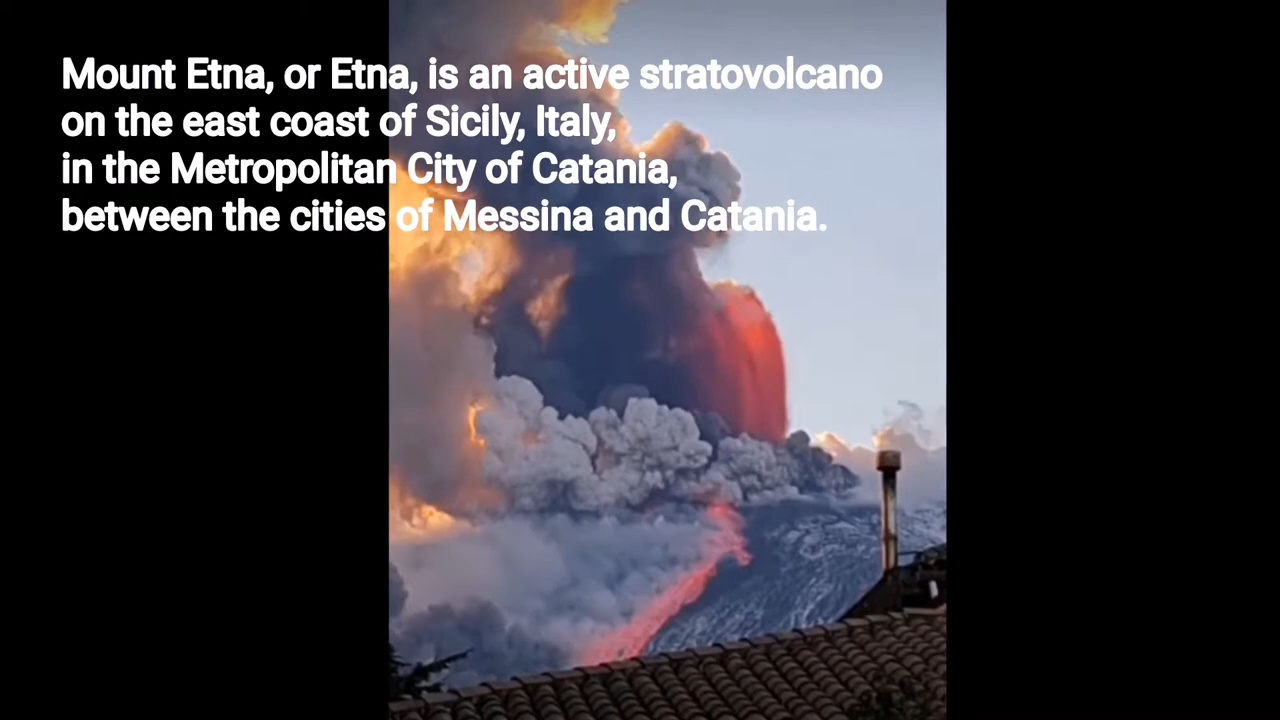 Mount Etna, or Etna, is an active stratovolcano
on the east coast of Sicily, Italy,
in the Metropolitan City of Catania,
between the cities of Messina and Catania.